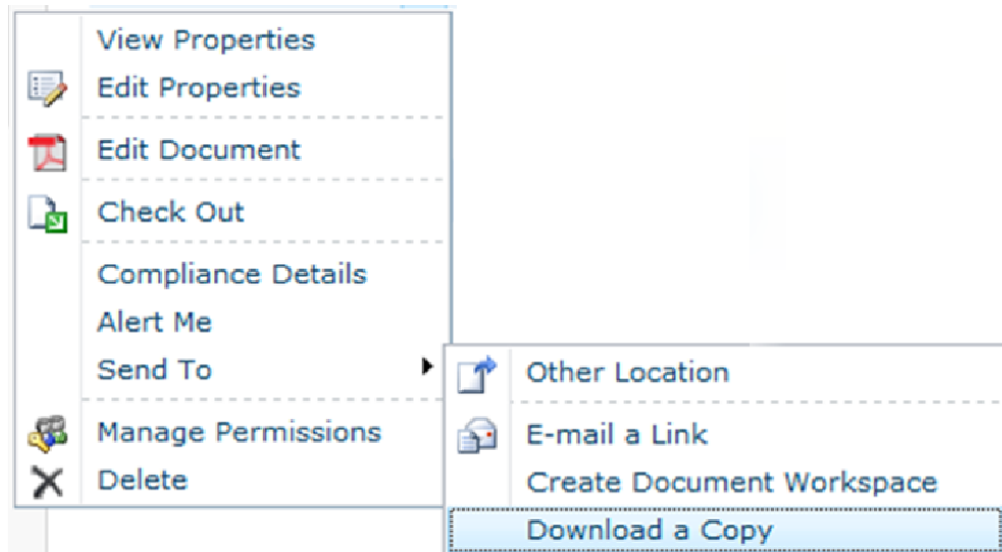 View Properties
Edit Properties
Edit Document
Check Out
Compliance Details
Alert Me
Send To
Manage Permissions
Delete
Other Location
E-mail a Link
Create Document Workspace
Download a Copy